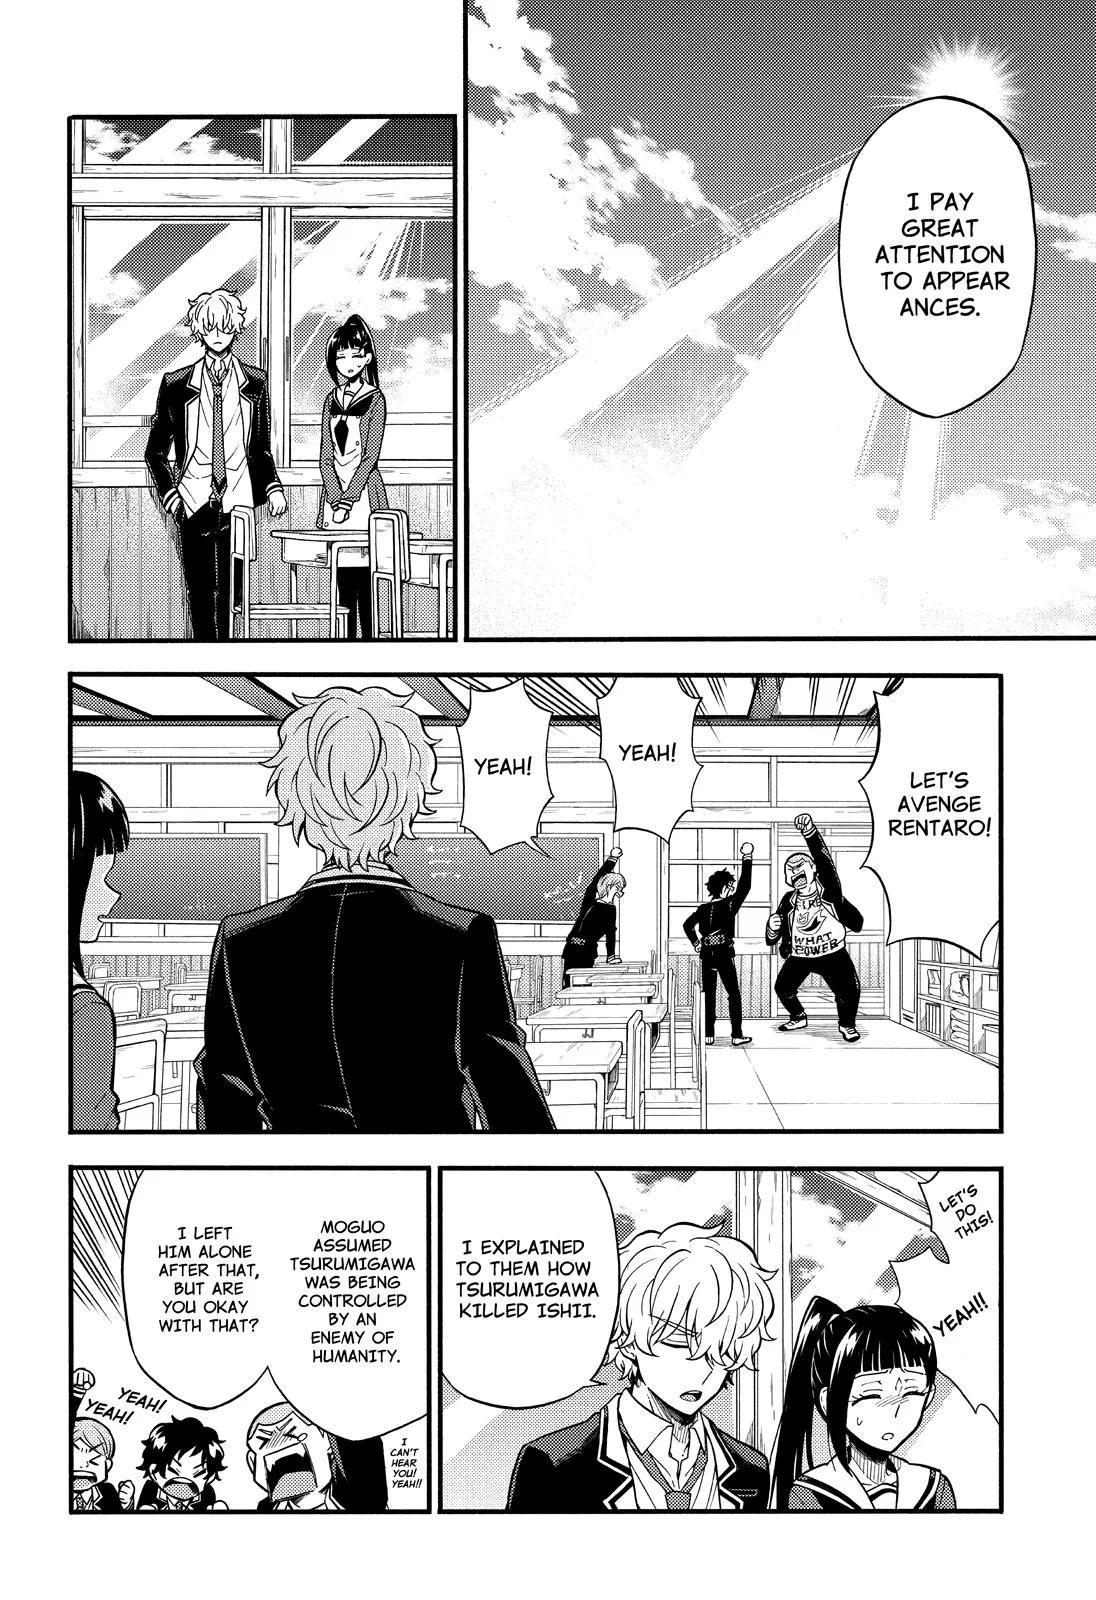 I PAY
GREAT
ATTENTION
TO APPEAR
ANCES.
LET'S
AVENGE
RENTARO!
YEAH!
YEAH!
FIRE
WHAT
POWER
LET'S
DO
THIS!
YEAH!!
I EXPLAINED
TO THEM HOW
TSURUMIGAWA
KILLED ISHII.
MOGUO
ASSUMED
TSURUMIGAWA
WAS BEING
CONTROLLED
BY AN
ENEMY OF
HUMANITY.
I LEFT
HIM ALONE
AFTER THAT,
BUT ARE
YOU OKAY
WITH THAT?
I
CAN'T
HEAR
YOU!
YEAH!!
YEAH!
YEAH!